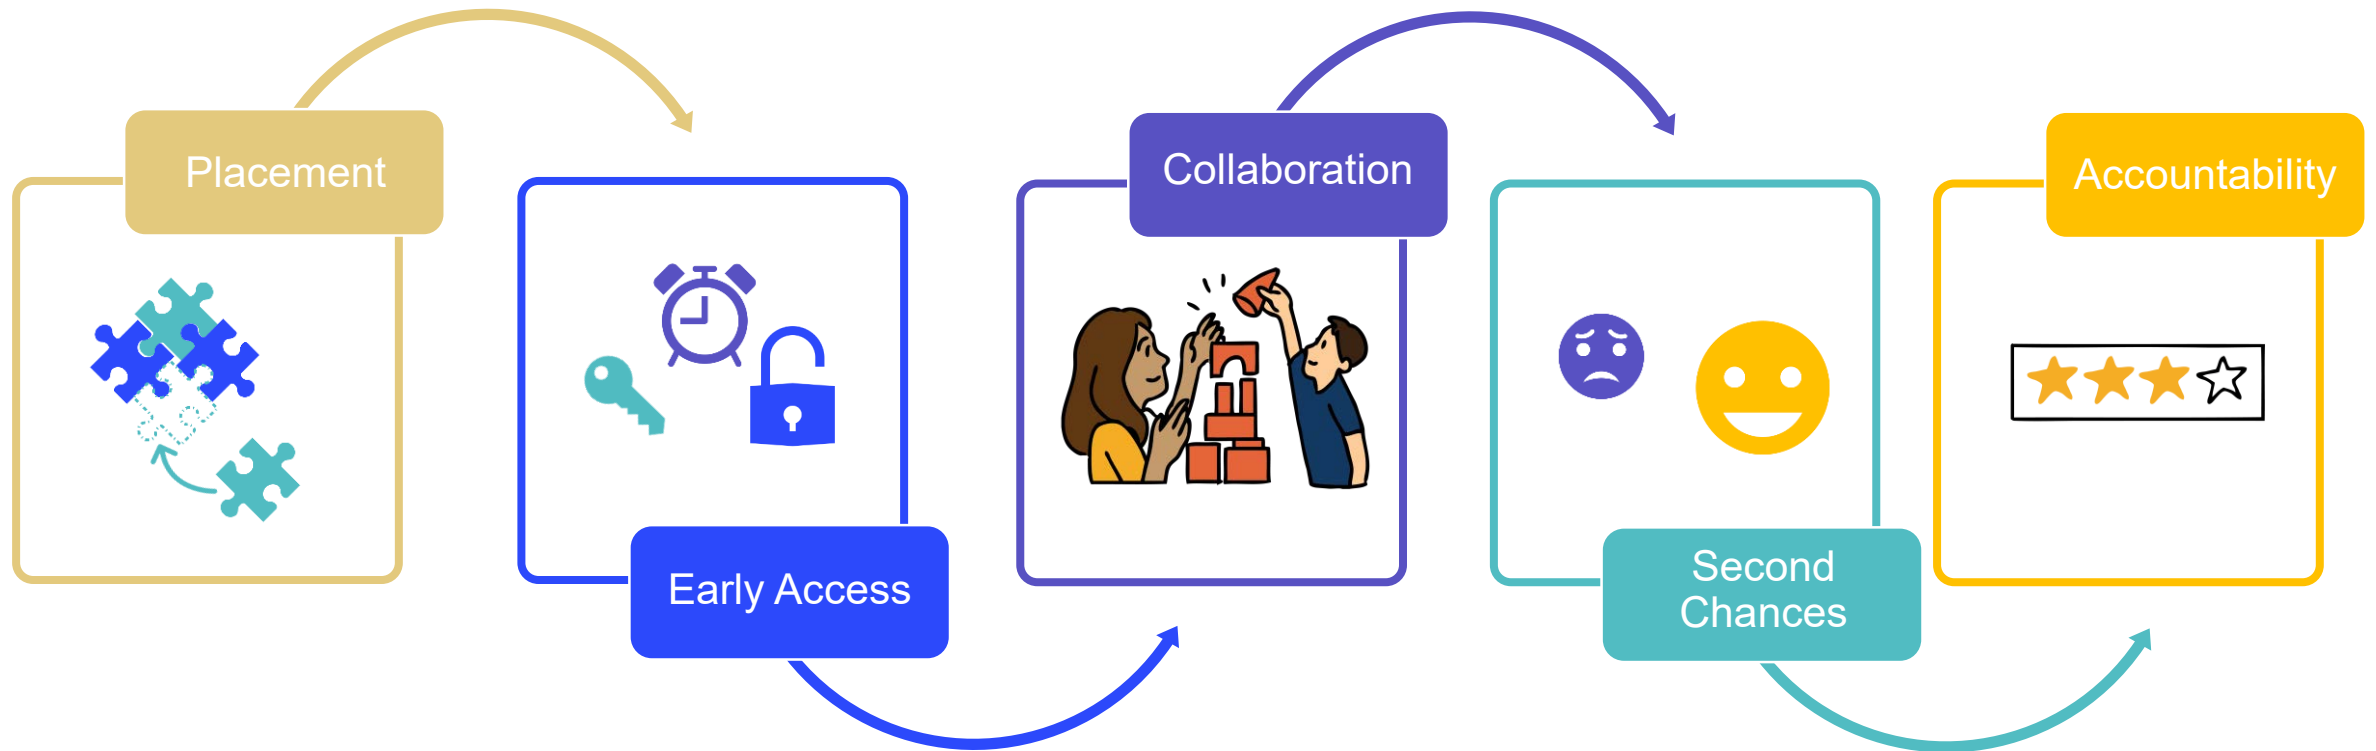 Placement
Early Access
Collaboration
Second
Chances
Accountability